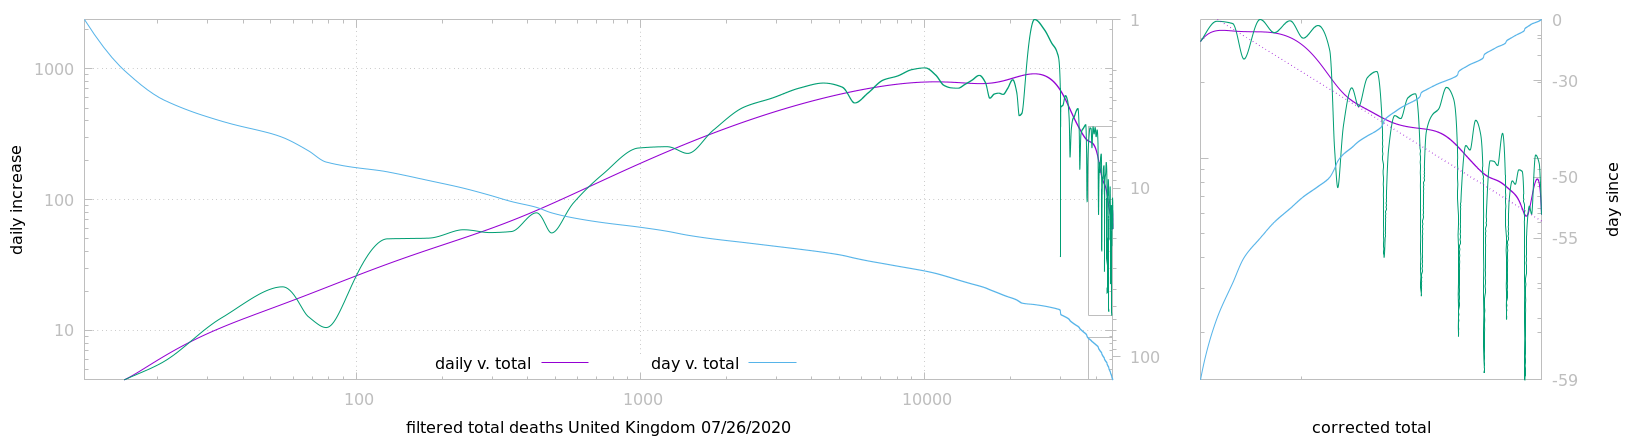 1000
100
10
daily increase
100
1000
10000
filtered total deaths United Kingdom 07/26/2020
daily v. total
day v. total
1
10
100
0
-30
-50
-55
-59
day since
corrected total